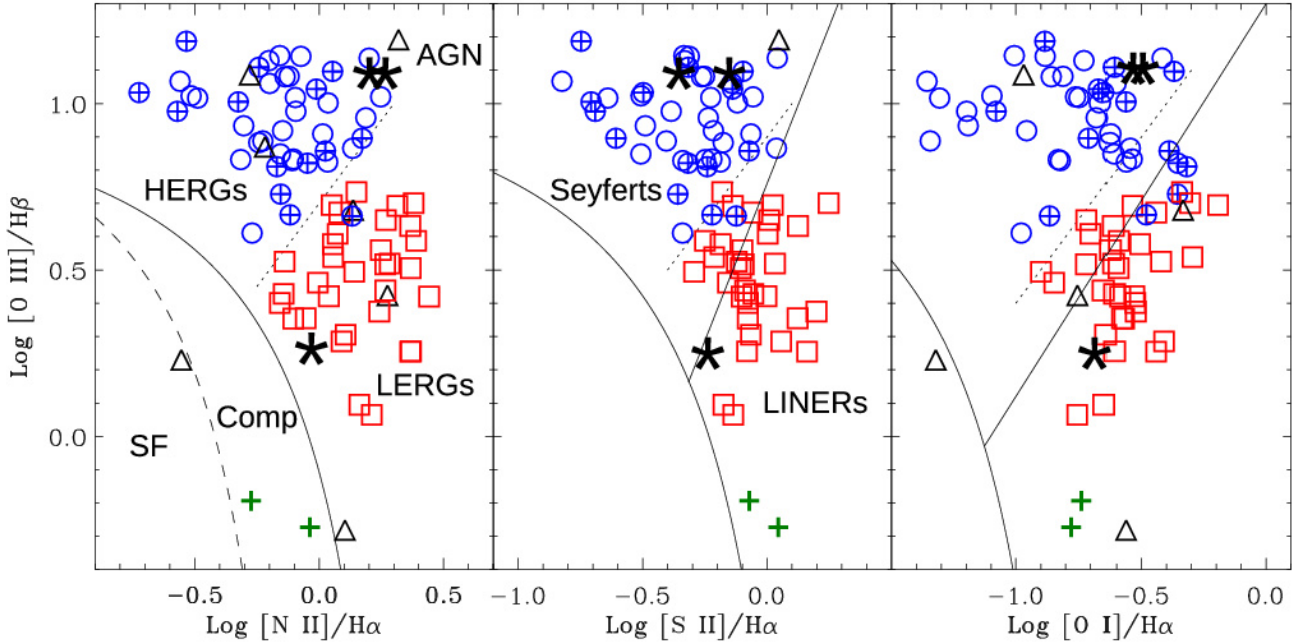 AGN
1.0
HERGs
Seyferts
0.5
LERGs
LINERs
Comp
SF
0.0
Log [O III]/Hβ
−0.5 0.0 0.5
−1.0 −0.5 0.0
−1.0 −0.5 0.0
Log [N II]/Hα
Log [S II]/Hα
Log [O I]/Hα